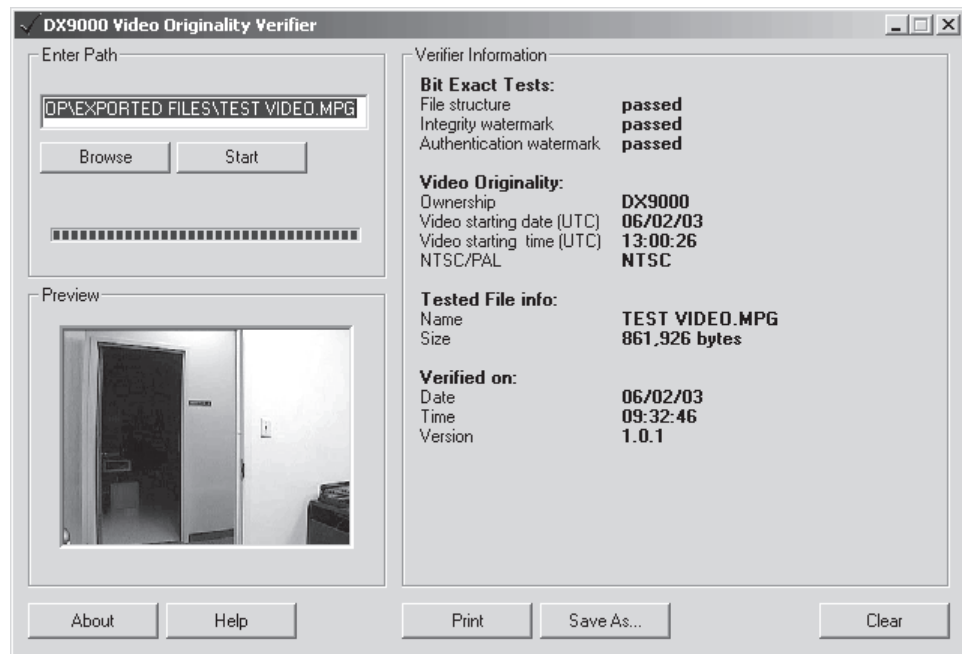 DX9000 Video Originality Verifier
Enter Path
OP\EXPORTED FILES\TEST VIDEO.MPG
Browse
Start
Preview
About
Help
Verifier Information
Bit Exact Tests:
File structure passed
Integrity watermark passed
Authentication watermark passed
Video Originality:
Ownership DX9000
Video starting date (UTC) 06/02/03
Video starting time (UTC) 13:00:26
NTSC/PAL NTSC
Tested File info:
Name TEST VIDEO.MPG
Size 861,926 bytes
Verified on:
Date 06/02/03
Time 09:32:46
Version 1.0.1
Print
Save As...
Clear